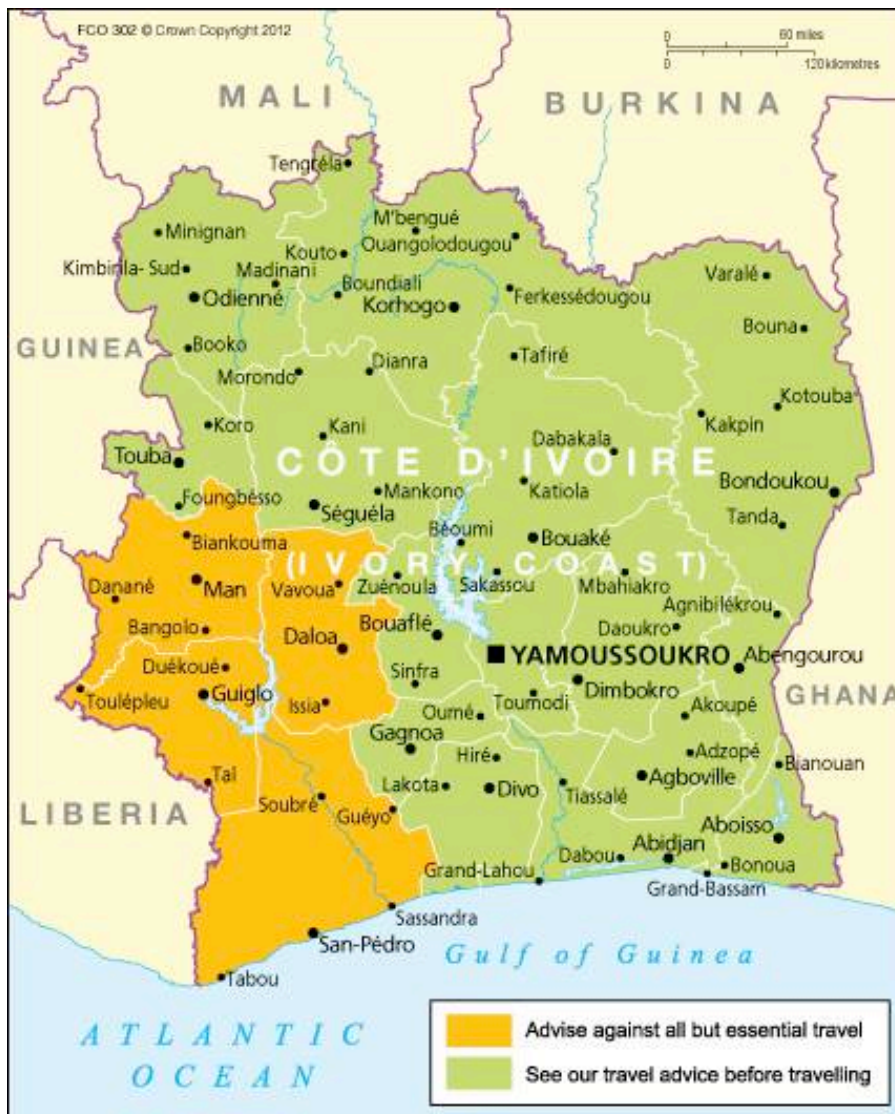 FCO 302 © Crown Copyright 2012
0 60 miles
0 120 kilometres
MALI
BURKINA
Tengréla
M'bengué
Minignan
Ouangolodougou
Kouto
Kimbirila- Sud
Madinani
Varalé
Boundiali
Odienné
Ferkessédougou
Korhogo
Bouna
GUINEA
Booko
Dianra
Tafiré
Morondo
Kotouba
Kakpin
Koro
Kani
Dabakala
Touba
CÔTE D'IVOIRE
Bondoukou
Mankono
Katiola
Foungbésso
Séguéla
Tanda
Biankouma
Béoumi
Bouaké
(IVORY COAST)
Man
Vavoua
Zuénoula
Sakassou
Mbahiakro
Danané
Agnibilékrou
Bangolo
Bouaflé
Daoukro
Daloa
YAMOUSSOUKRO
Abengourou
Duékoué
Sinfra
Dimbokro
Toulépleu
Guiglo
Issia
Toumodi
GHANA
Oumé
Akoupé
Gagnoa
Hiré
Adzopé
Bianouan
Taï
Lakota
Divo
Tiassalé
Agboville
LIBERIA
Soubré
Guéyo
Aboisso
Dabou
Abidjan
Grand-Lahou
Bonoua
Grand-Bassam
Sassandra
San-Pédro
Gulf of Guinea
Tabou
ATLANTIC
OCEAN
Advise against all but essential travel
See our travel advice before travelling